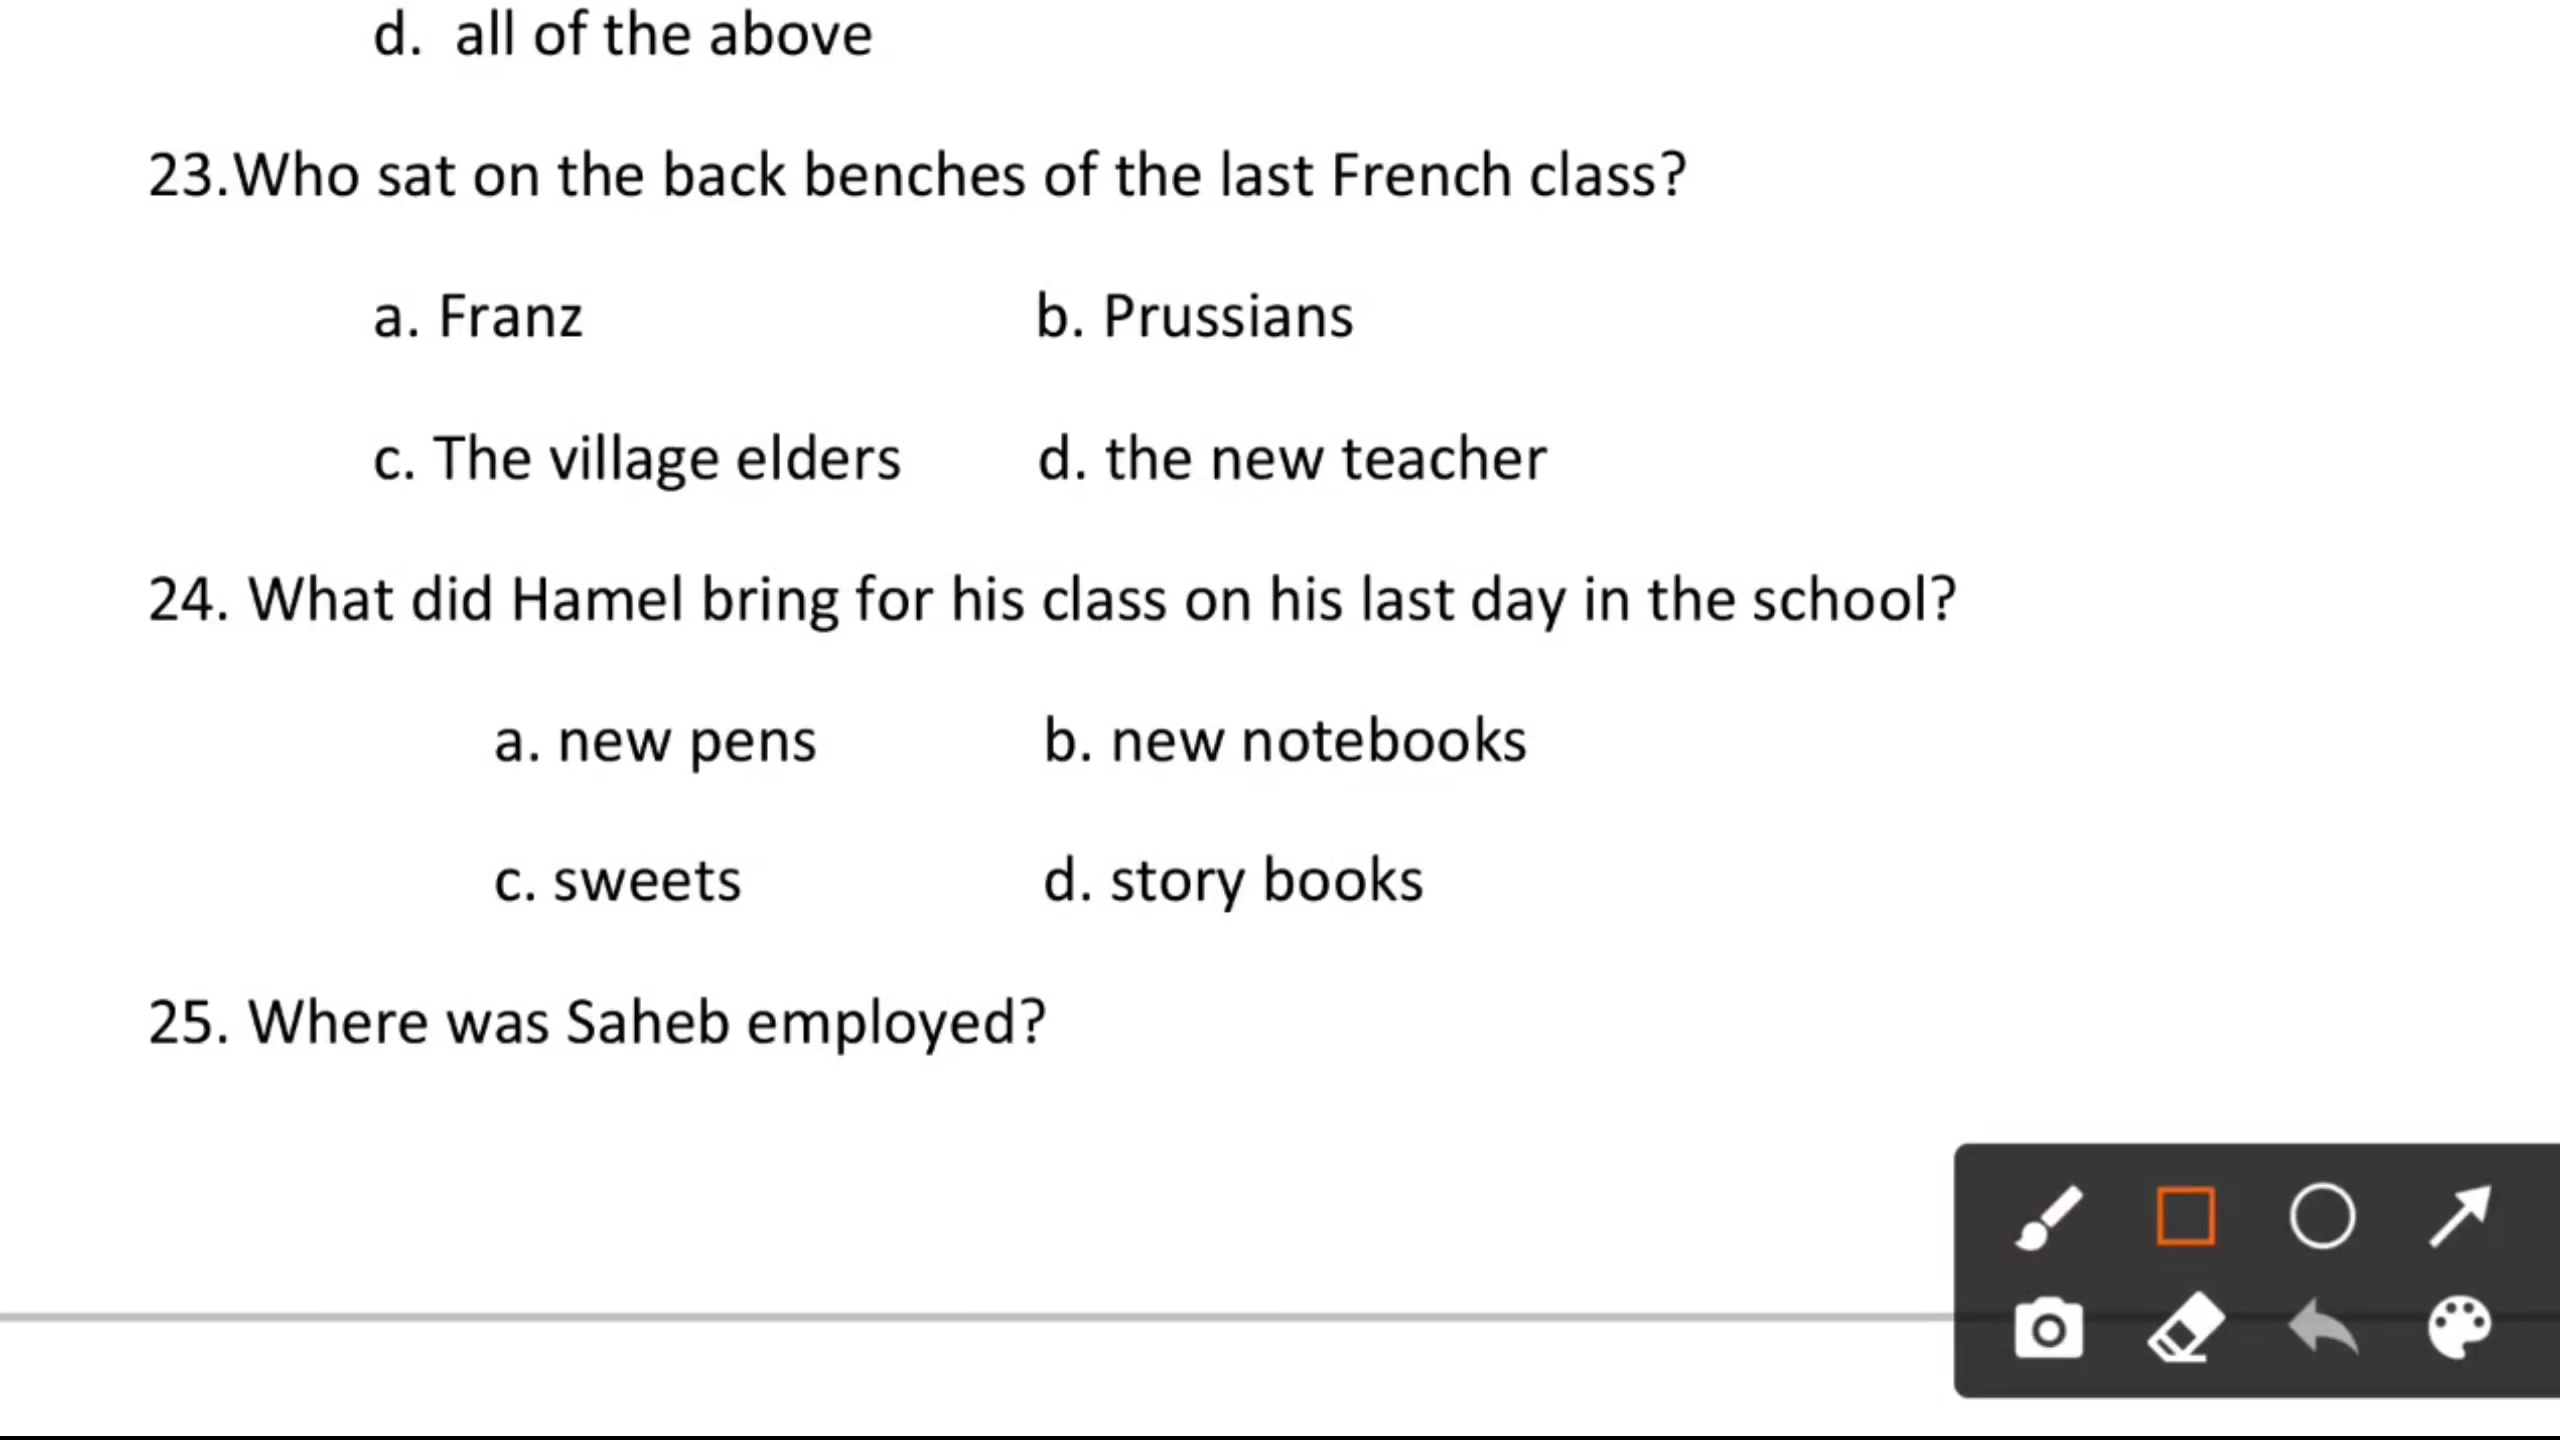 d. all of the above
23.Who sat on the back benches of the last French class?
a. Franz b. Prussians
c. The village elders d. the new teacher
24. What did Hamel bring for his class on his last day in the school?
a. new pens b. new notebooks
c. sweets d. story books
25. Where was Saheb employed?